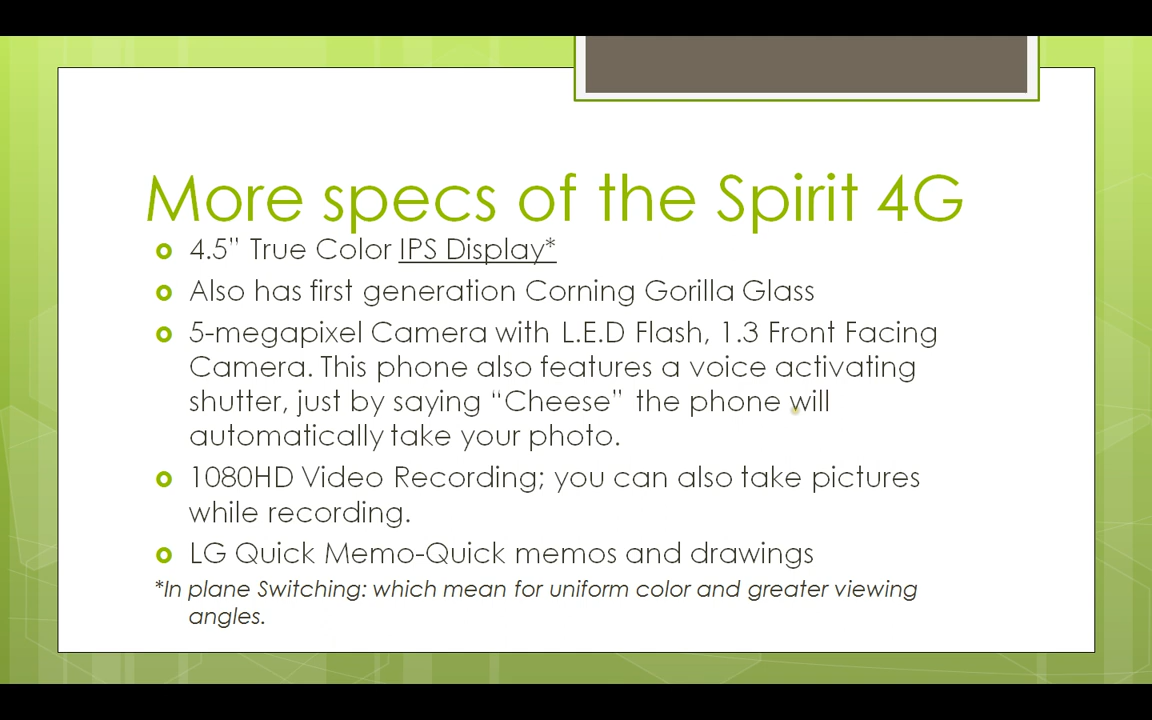 More specs of the Spirit 4G
4.5” True Color IPS Display*
Also has first generation Corning Gorilla Glass
5-megapixel Camera with L.E.D Flash, 1.3 Front Facing
Camera. This phone also features a voice activating
shutter, just by saying “Cheese” the phone will
automatically take your photo.
1080HD Video Recording; you can also take pictures
while recording.
LG Quick Memo-Quick memos and drawings
*In plane Switching: which mean for uniform color and greater viewing
angles.